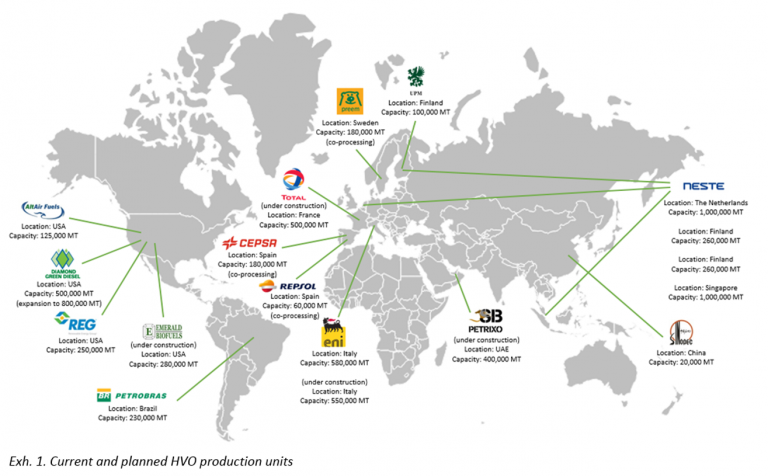 UPM
Location: Finland
Capacity: 100,000 MT
preem
Location: Sweden
Capacity: 180,000 MT
(co-processing)
TOTAL
(under construction)
Location: France
Capacity: 500,000 MT
NESTE
Location: The Netherlands
Capacity: 1,000,000 MT
Location: Finland
Capacity: 260,000 MT
Location: Finland
Capacity: 260,000 MT
Location: Singapore
Capacity: 1,000,000 MT
AltAir Fuels
Location: USA
Capacity: 125,000 MT
CEPSA
Location: Spain
Capacity: 180,000 MT
(co-processing)
DIAMOND
GREEN DIESEL
Location: USA
Capacity: 500,000 MT
(expansion to 800,000 MT)
REPSOL
Location: Spain
Capacity: 60,000 MT
(co-processing)
REG
Location: USA
Capacity: 250,000 MT
E EMERALD
BIOFUELS
(under construction)
Location: USA
Capacity: 280,000 MT
eni
Location: Italy
Capacity: 580,000 MT
(under construction)
Location: Italy
Capacity: 550,000 MT
PETRIXO
(under construction)
Location: UAE
Capacity: 400,000 MT
Location: China
Capacity: 20,000 MT
BR PETROBRAS
Location: Brazil
Capacity: 230,000 MT
Exh. 1. Current and planned HVO production units